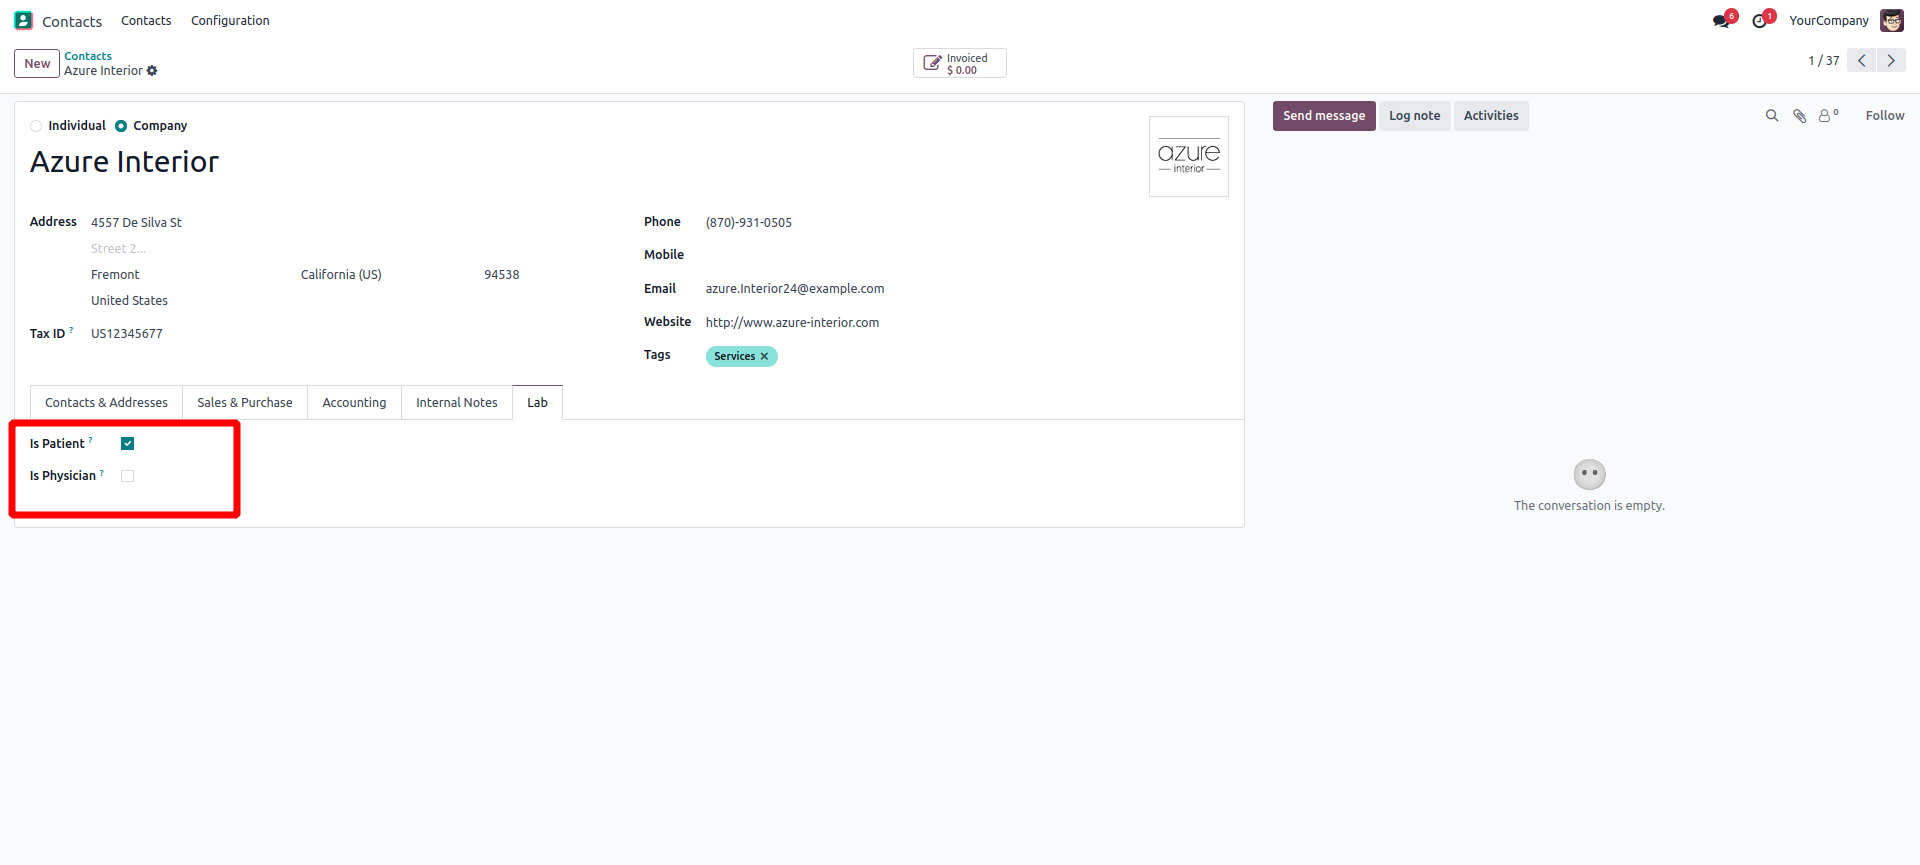 Contacts Contacts Configuration 6 1 YourCompany
New Contacts
Azure Interior
Invoiced
$ 0.00
1 / 37
Individual Company
Azure Interior
azure
interior
Address 4557 De Silva St
Street 2...
Fremont California (US) 94538
United States
Tax ID ? US12345677
Phone (870)-931-0505
Mobile
Email azure.Interior24@example.com
Website http://www.azure-interior.com
Tags Services ✕
Contacts & Addresses Sales & Purchase Accounting Internal Notes Lab
Is Patient ?
Is Physician ?
Send message Log note Activities 0 Follow
The conversation is empty.